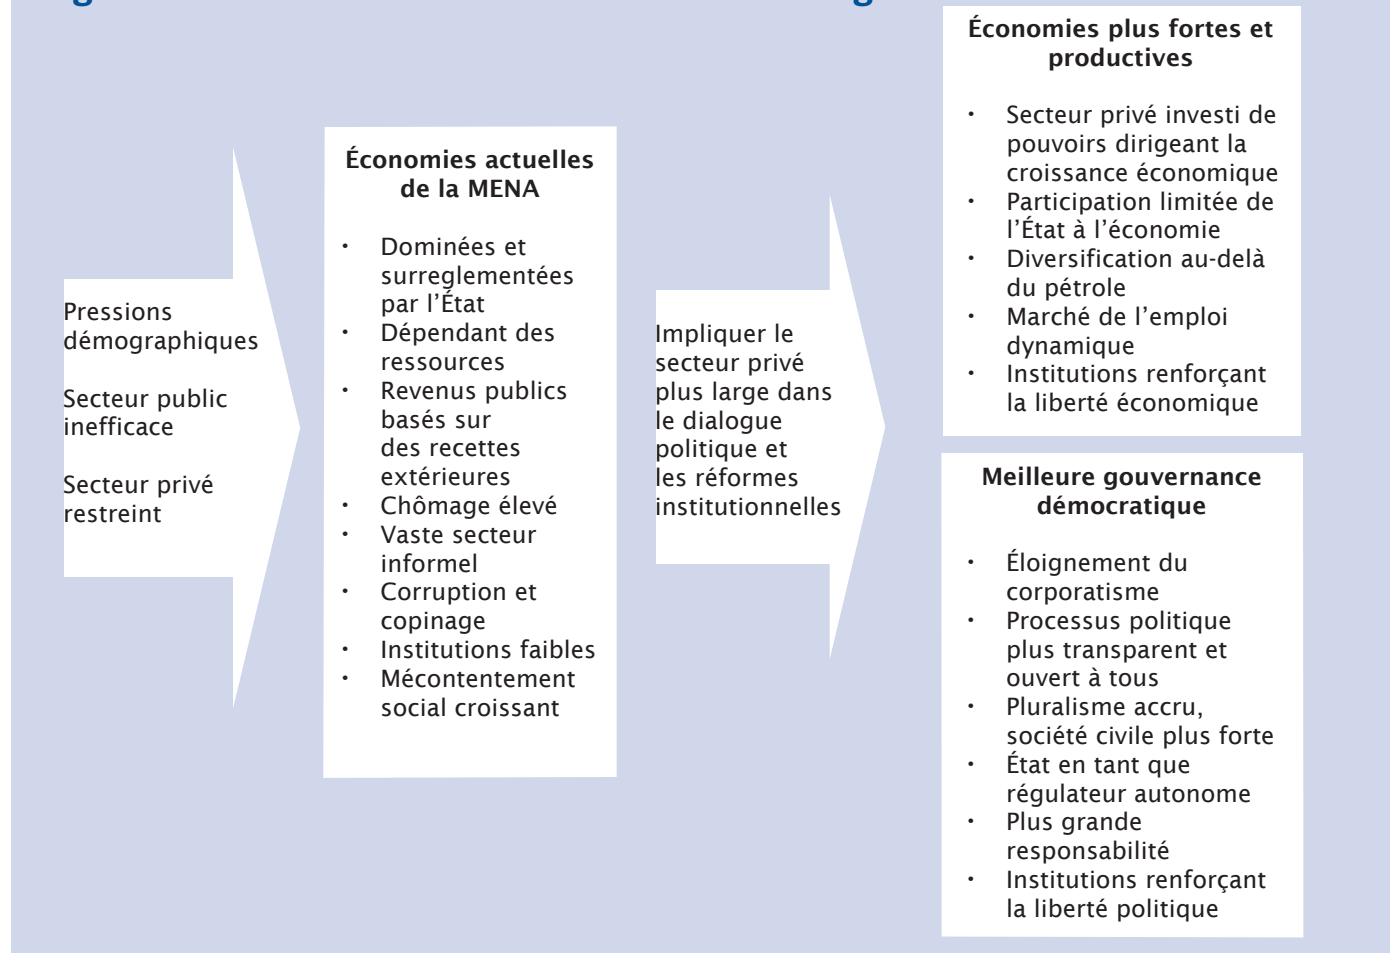 Pressions
démographiques
Secteur public
inefficace
Secteur privé
restreint
Économies actuelles
de la MENA
• Dominées et
surreglementées
par l’État
• Dépendant des
ressources
• Revenus publics
basés sur
des recettes
extérieures
• Chômage élevé
• Vaste secteur
informel
• Corruption et
copinage
• Institutions faibles
• Mécontentement
social croissant
Impliquer le
secteur privé
plus large dans
le dialogue
politique et
les réformes
institutionnelles
Économies plus fortes et
productives
• Secteur privé investi de
pouvoirs dirigeant la
croissance économique
• Participation limitée de
l’État à l’économie
• Diversification au-delà
du pétrole
• Marché de l’emploi
dynamique
• Institutions renforçant
la liberté économique
Meilleure gouvernance
démocratique
• Éloignement du
corporatisme
• Processus politique
plus transparent et
ouvert à tous
• Pluralisme accru,
société civile plus forte
• État en tant que
régulateur autonome
• Plus grande
responsabilité
• Institutions renforçant
la liberté politique